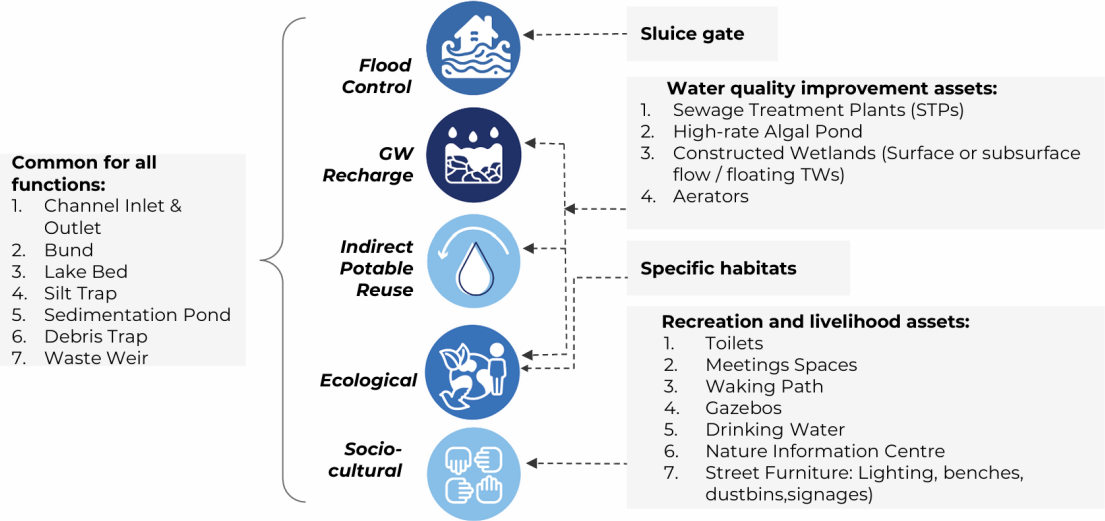 Common for all
functions:
1. Channel Inlet &
Outlet
2. Bund
3. Lake Bed
4. Silt Trap
5. Sedimentation Pond
6. Debris Trap
7. Waste Weir
Flood
Control
GW
Recharge
Indirect
Potable
Reuse
Ecological
Socio-
cultural
Sluice gate
Water quality improvement assets:
1. Sewage Treatment Plants (STPs)
2. High-rate Algal Pond
3. Constructed Wetlands (Surface or subsurface
flow / floating TWs)
4. Aerators
Specific habitats
Recreation and livelihood assets:
1. Toilets
2. Meetings Spaces
3. Waking Path
4. Gazebos
5. Drinking Water
6. Nature Information Centre
7. Street Furniture: Lighting, benches,
dustbins,signages)